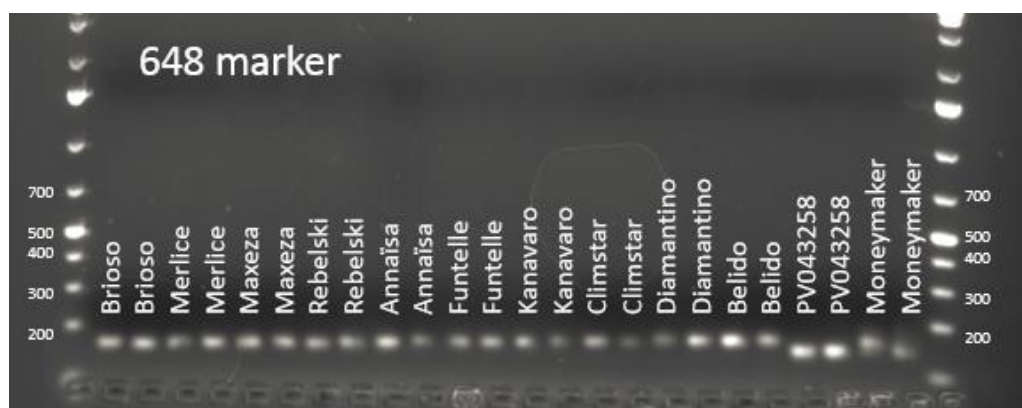 648 marker
700
500
400
300
200
Brioso
Brioso
Merlice
Merlice
Maxeza
Maxeza
Rebelski
Rebelski
Annaïsa
Annaïsa
Funtelle
Funtelle
Kanavaro
Kanavaro
Climstar
Climstar
Diamantino
Diamantino
Belido
Belido
PV043258
PV043258
Moneymaker
Moneymaker
700
500
400
300
200